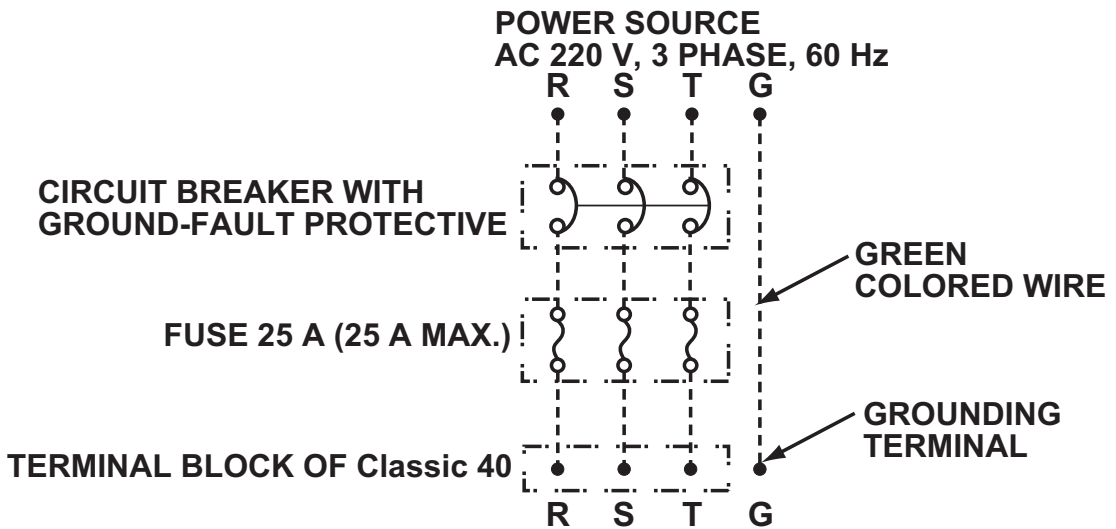 POWER SOURCE
AC 220 V, 3 PHASE, 60 Hz
R S T G
CIRCUIT BREAKER WITH
GROUND-FAULT PROTECTIVE
GREEN
COLORED WIRE
FUSE 25 A (25 A MAX.)
GROUNDING
TERMINAL
TERMINAL BLOCK OF Classic 40
R S T G